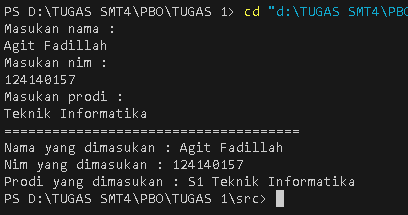 PS D:\TUGAS SMT4\PBO\TUGAS 1> cd "d:\TUGAS SMT4\PBO
Masukan nama :
Agit Fadillah
Masukan nim :
124140157
Masukan prodi :
Teknik Informatika
=====================================
Nama yang dimasukan : Agit Fadillah
Nim yang dimasukan : 124140157
Prodi yang dimasukan : S1 Teknik Informatika
PS D:\TUGAS SMT4\PBO\TUGAS 1\src>